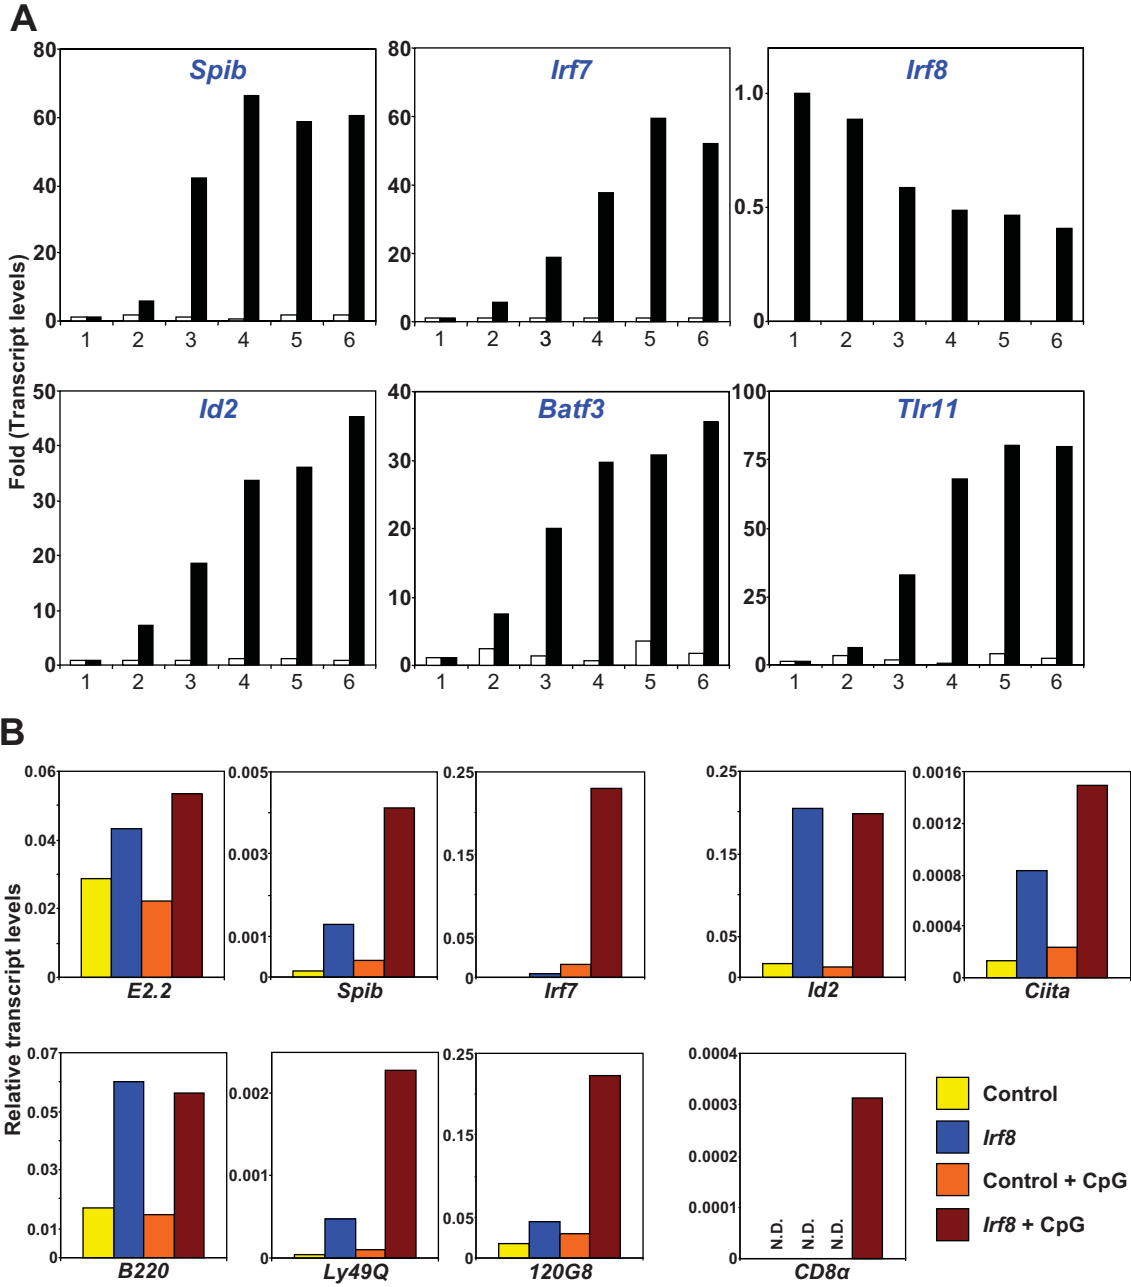 A
Fold (Transcript levels)
Spib
80
60
40
20
0
1 2 3 4 5 6
Irf7
80
60
40
20
0
1 2 3 4 5 6
Irf8
1.0
0.5
0
1 2 3 4 5 6
Id2
50
40
30
20
10
0
1 2 3 4 5 6
Batf3
40
30
20
10
0
1 2 3 4 5 6
Tlr11
100
75
50
25
0
1 2 3 4 5 6
B
Relative transcript levels
0.06
0.04
0.02
0
E2.2
0.005
0.003
0.001
0
Spib
0.25
0.15
0.05
0
Irf7
0.25
0.15
0.05
0
Id2
0.0016
0.0012
0.0008
0.0004
0
Ciita
0.07
0.05
0.03
0.01
0
B220
0.002
0.001
0
Ly49Q
0.25
0.15
0.05
0
120G8
0.0004
0.0003
0.0002
0.0001
0
N.D. N.D. N.D.
CD8α
Control
Irf8
Control + CpG
Irf8 + CpG